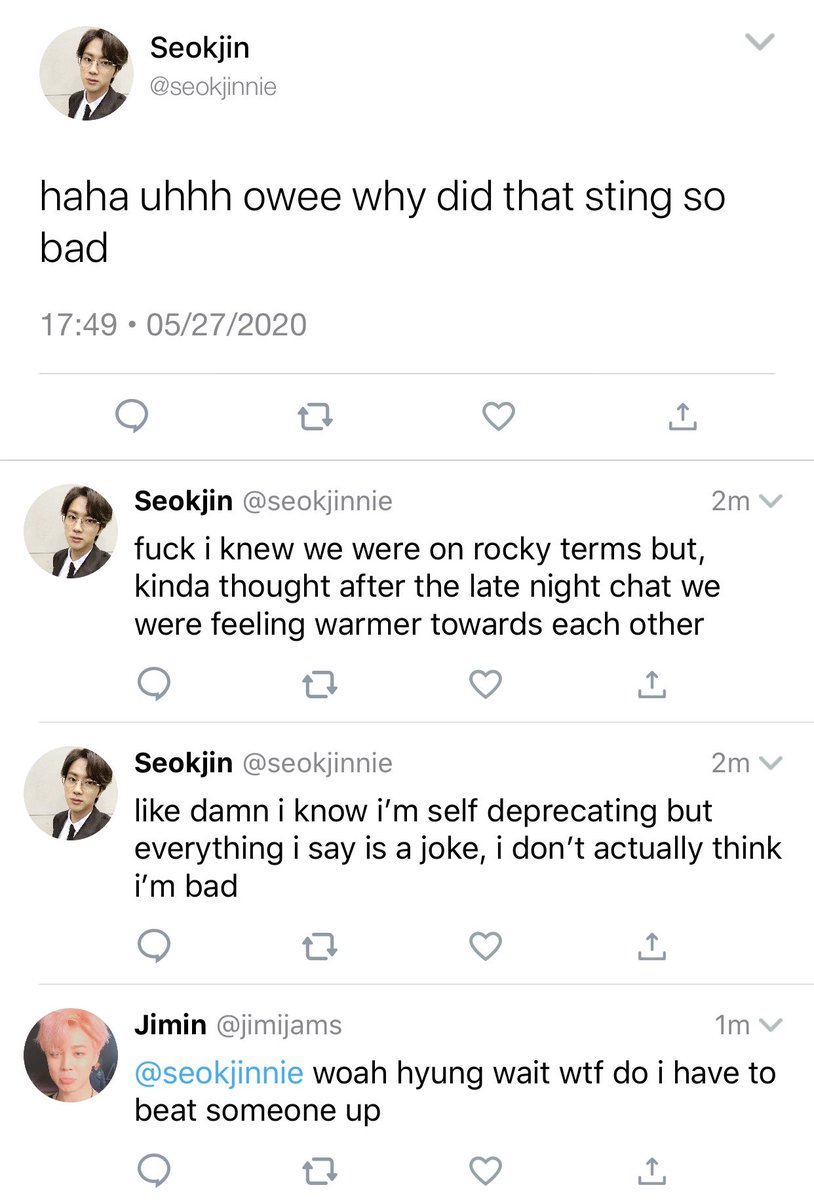 Seokjin
@seokjinnie
haha uhhh owee why did that sting so
bad
17:49 • 05/27/2020
Seokjin @seokjinnie 2m
fuck i knew we were on rocky terms but,
kinda thought after the late night chat we
were feeling warmer towards each other
Seokjin @seokjinnie 2m
like damn i know i’m self deprecating but
everything i say is a joke, i don’t actually think
i’m bad
Jimin @jimijams 1m
@seokjinnie woah hyung wait wtf do i have to
beat someone up